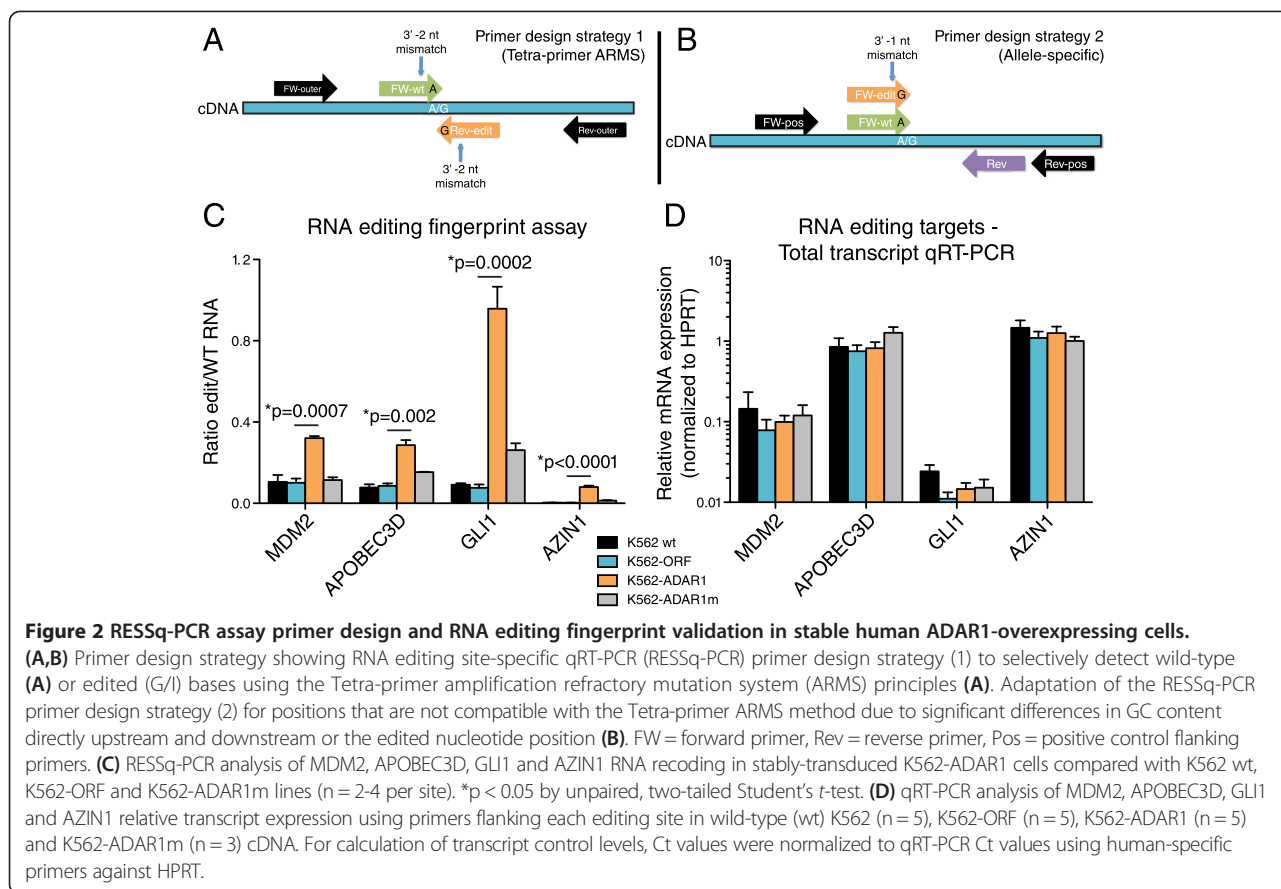 A
Primer design strategy 1
(Tetra-primer ARMS)
3' -2 nt
mismatch
FW-outer
FW-wt
A
cDNA
A/G
G
Rev-edit
Rev-outer
3' -2 nt
mismatch
B
Primer design strategy 2
(Allele-specific)
3' -1 nt
mismatch
FW-edit
G
FW-pos
FW-wt
A
cDNA
A/G
Rev
Rev-pos
C
RNA editing fingerprint assay
Ratio edit/WT RNA
1.2
0.8
0.4
0.0
*p=0.0007
*p=0.002
*p=0.0002
*p<0.0001
MDM2
APOBEC3D
GLI1
AZIN1
D
RNA editing targets -
Total transcript qRT-PCR
Relative mRNA expression
(normalized to HPRT)
10
1
0.1
0.01
MDM2
APOBEC3D
GLI1
AZIN1
K562 wt
K562-ORF
K562-ADAR1
K562-ADAR1m
Figure 2 RESSq-PCR assay primer design and RNA editing fingerprint validation in stable human ADAR1-overexpressing cells.
(A,B) Primer design strategy showing RNA editing site-specific qRT-PCR (RESSq-PCR) primer design strategy (1) to selectively detect wild-type
(A) or edited (G/I) bases using the Tetra-primer amplification refractory mutation system (ARMS) principles (A). Adaptation of the RESSq-PCR
primer design strategy (2) for positions that are not compatible with the Tetra-primer ARMS method due to significant differences in GC content
directly upstream and downstream or the edited nucleotide position (B). FW = forward primer, Rev = reverse primer, Pos = positive control flanking
primers. (C) RESSq-PCR analysis of MDM2, APOBEC3D, GLI1 and AZIN1 RNA recoding in stably-transduced K562-ADAR1 cells compared with K562 wt,
K562-ORF and K562-ADAR1m lines (n = 2-4 per site). *p < 0.05 by unpaired, two-tailed Student's t-test. (D) qRT-PCR analysis of MDM2, APOBEC3D, GLI1
and AZIN1 relative transcript expression using primers flanking each editing site in wild-type (wt) K562 (n = 5), K562-ORF (n = 5), K562-ADAR1 (n = 5)
and K562-ADAR1m (n = 3) cDNA. For calculation of transcript control levels, Ct values were normalized to qRT-PCR Ct values using human-specific
primers against HPRT.